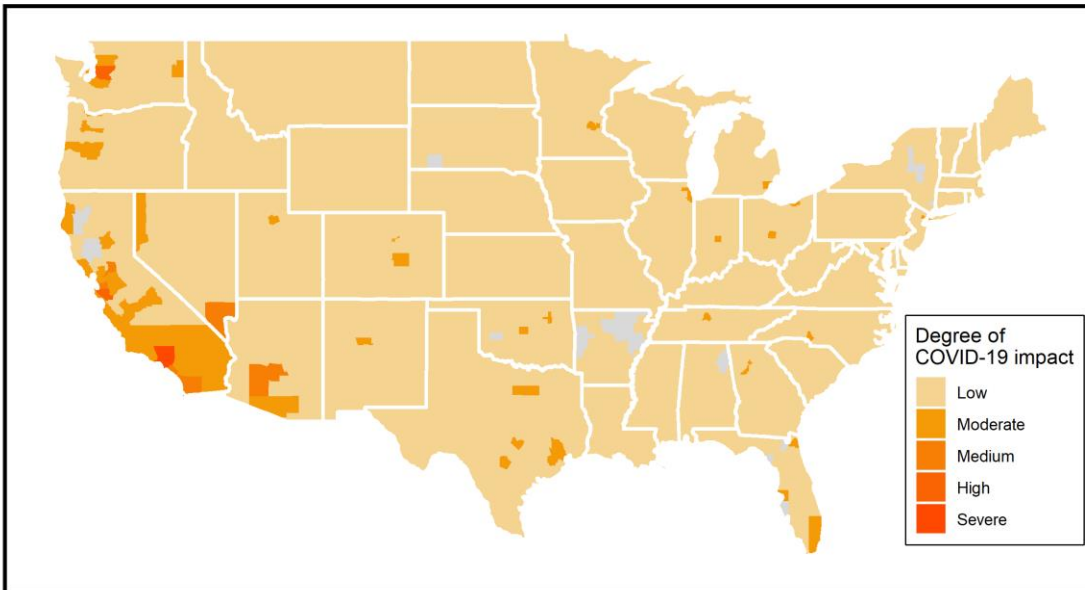 Degree of
COVID-19 impact
Low
Moderate
Medium
High
Severe